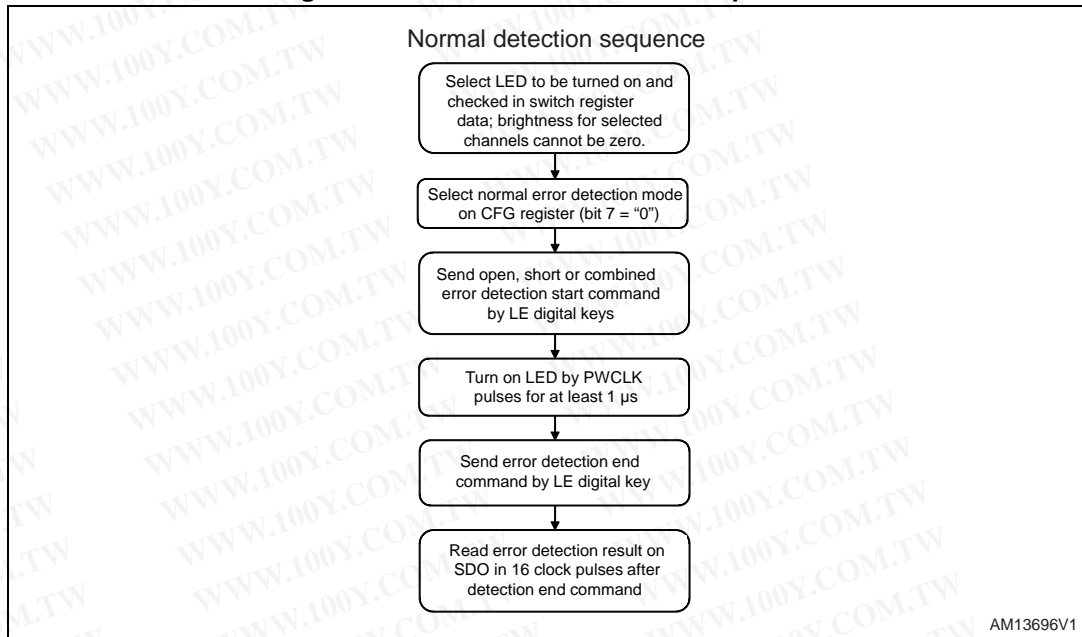 Normal detection sequence
Select LED to be turned on and
checked in switch register
data; brightness for selected
channels cannot be zero.
Select normal error detection mode
on CFG register (bit 7 = “0”)
Send open, short or combined
error detection start command
by LE digital keys
Turn on LED by PWCLK
pulses for at least 1 µs
Send error detection end
command by LE digital key
Read error detection result on
SDO in 16 clock pulses after
detection end command
AM13696V1
WWW.100Y.COM.TW